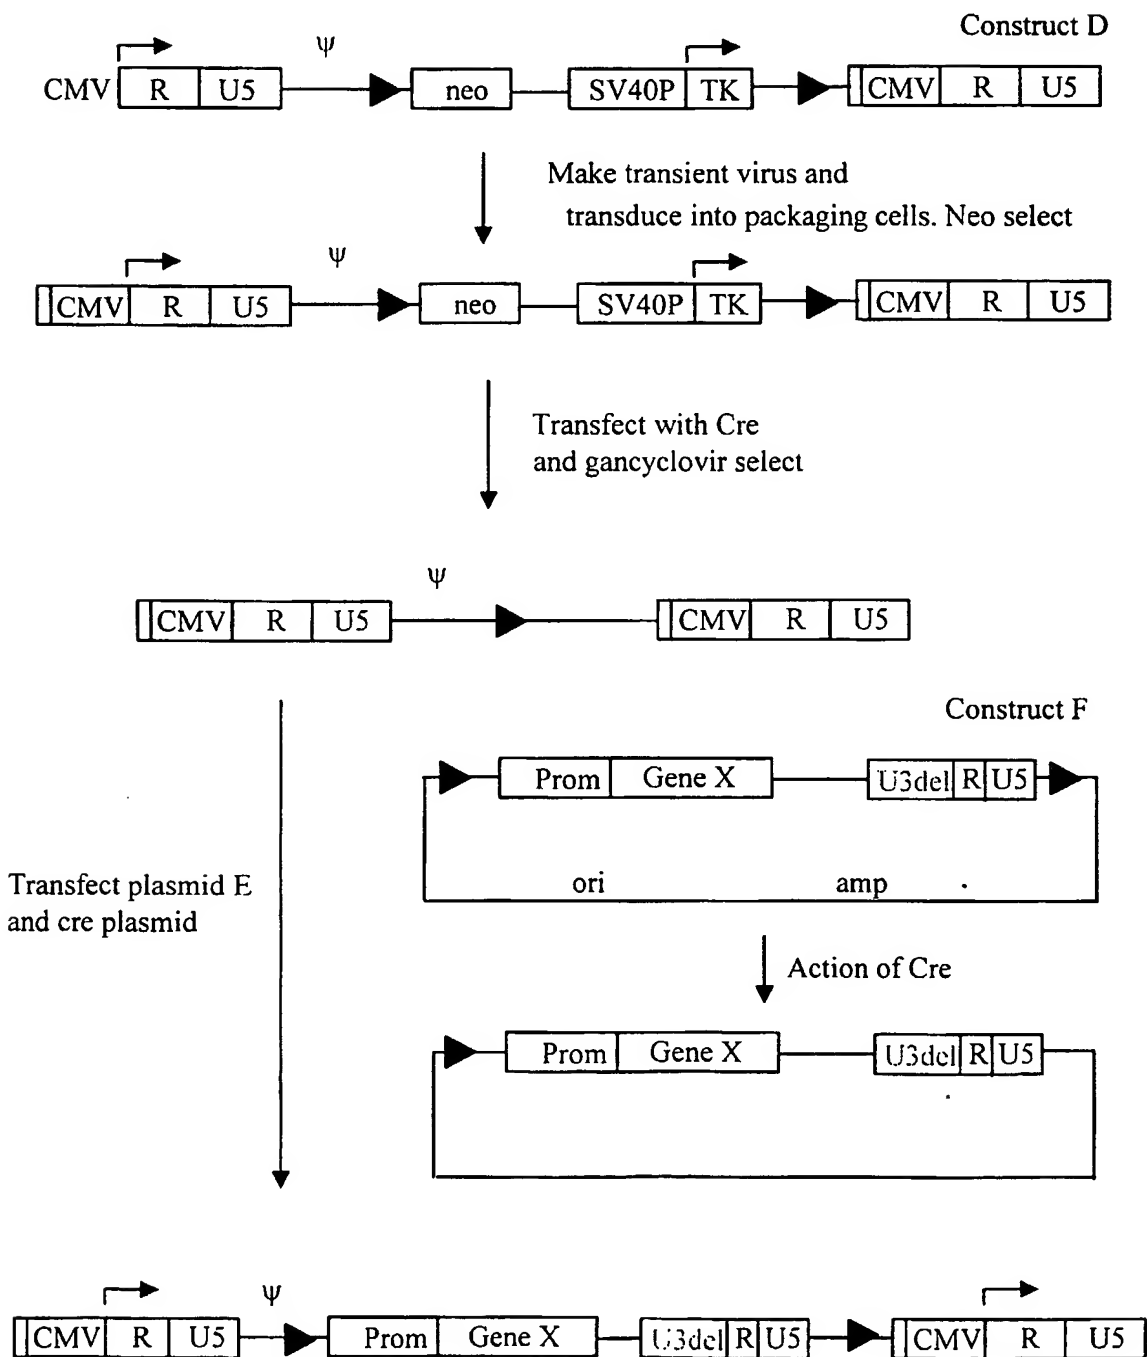 Construct D
ψ
CMV R U5 neo SV40P TK CMV R U5
Make transient virus and
transduce into packaging cells. Neo select
ψ
CMV R U5 neo SV40P TK CMV R U5
Transfect with Cre
and gancyclovir select
ψ
CMV R U5 CMV R U5
Construct F
Prom Gene X U3del R U5
ori amp
Transfect plasmid E
and cre plasmid
Action of Cre
Prom Gene X U3del R U5
ψ
CMV R U5 Prom Gene X U3del R U5 CMV R U5